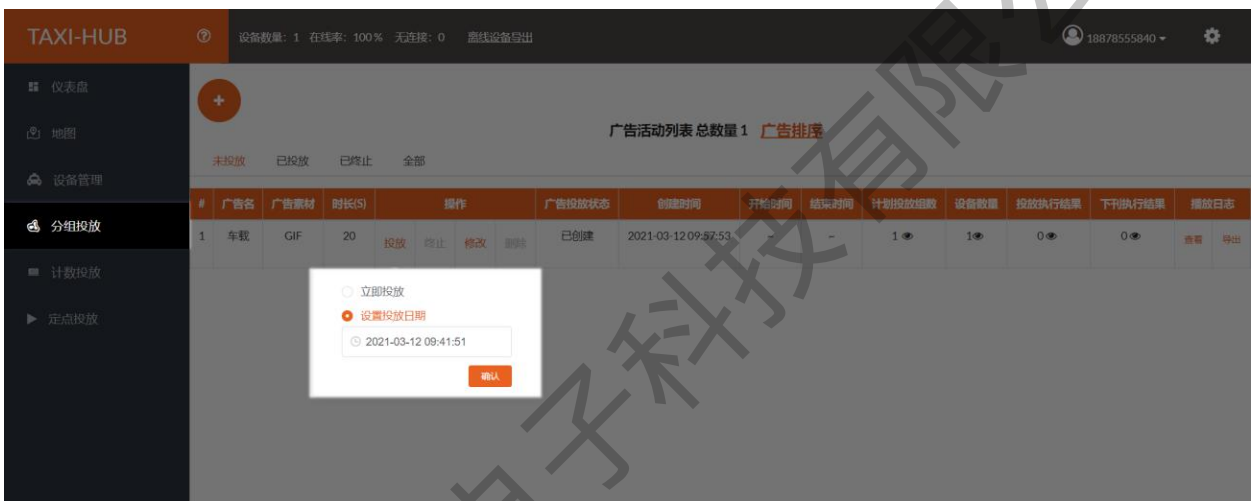 TAXI-HUB
设备数量: 1 在线率: 100% 无连接: 0 离线设备导出
18878555840
仪表盘
地图
设备管理
分组投放
计数投放
定点投放
+
广告活动列表 总数量 1 广告排序
未投放 已投放 已终止 全部
# 广告名 广告素材 时长(S) 操作 广告投放状态 创建时间 开始时间 结束时间 计划投放组数 设备数量 投放执行结果 下刊执行结果 播放日志
1 车载 GIF 20 投放 终止 修改 删除 已创建 2021-03-12 09:57:53 – – 1 1 0 0 查看 导出
立即投放
设置投放日期
2021-03-12 09:41:51
确认
电子科技有限公